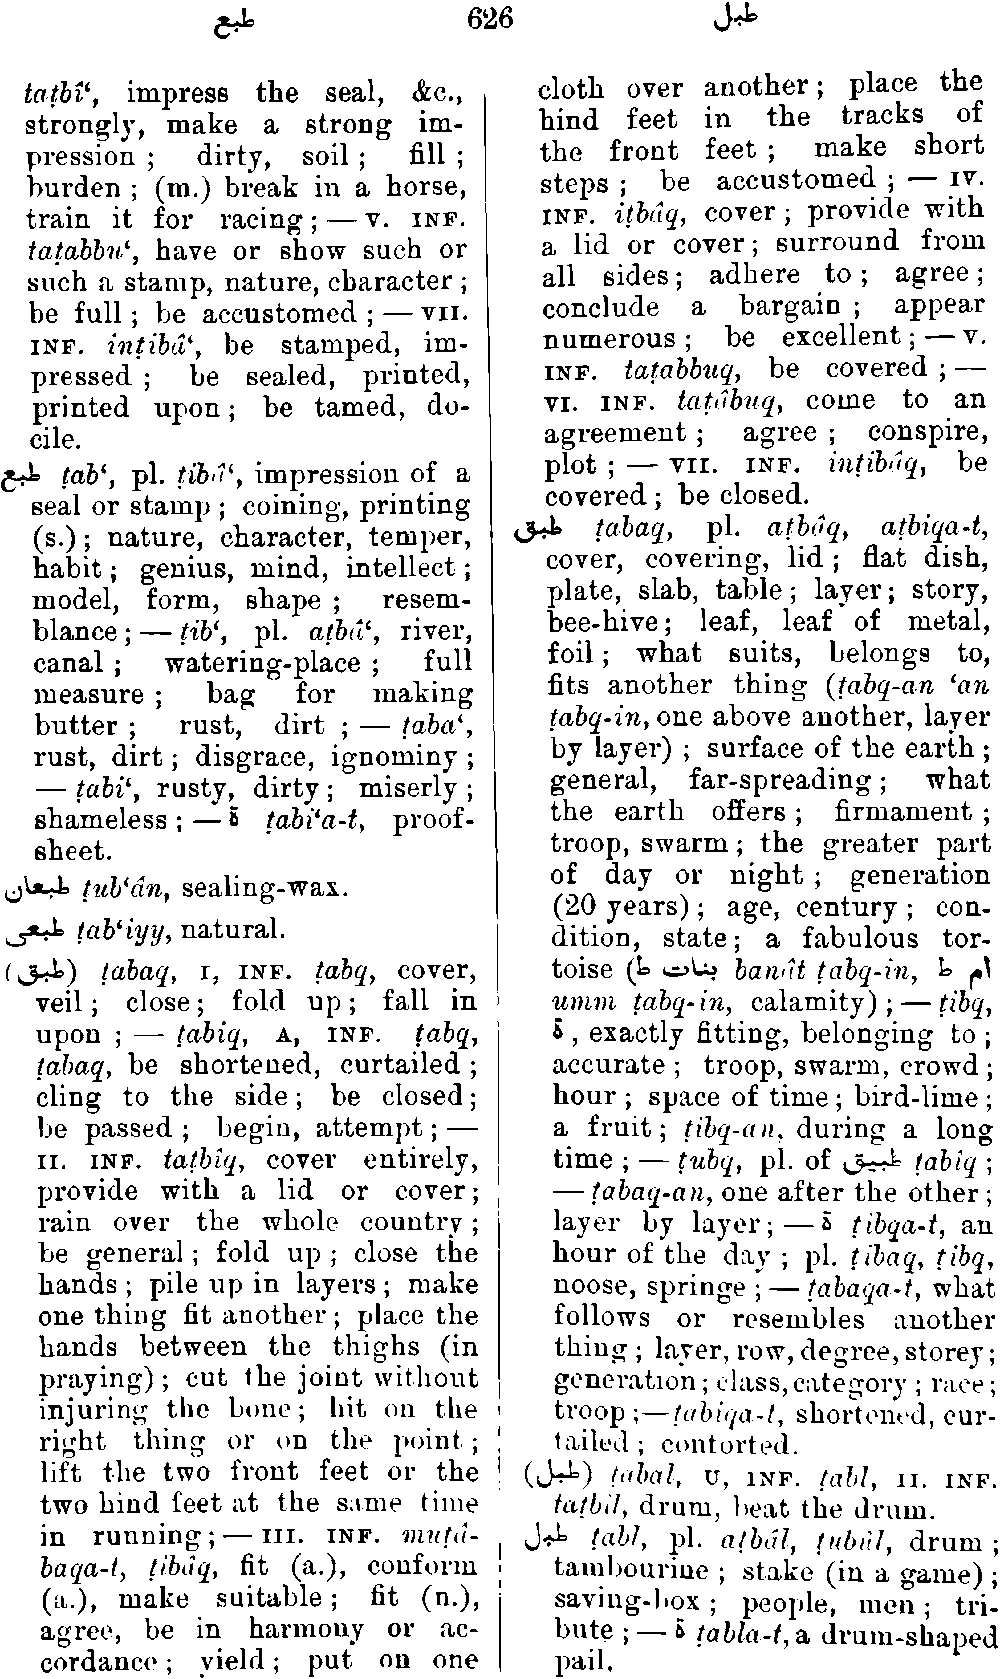 طبع 626 طبل
taṭbî‘, impress the seal, &c.,
strongly, make a strong im-
pression ; dirty, soil ; fill ;
burden ; (m.) break in a horse,
train it for racing ; — V. INF.
taṭabbu‘, have or show such or
such a stamp, nature, character ;
be full ; be accustomed ; — VII.
INF. inṭibâ‘, be stamped, im-
pressed ; be sealed, printed,
printed upon ; be tamed, do-
cile.
طبع ṭab‘, pl. ṭibâ‘, impression of a
seal or stamp ; coining, printing
(s.) ; nature, character, temper,
habit ; genius, mind, intellect ;
model, form, shape ; resem-
blance ; — ṭib‘, pl. aṭbâ‘, river,
canal ; watering-place ; full
measure ; bag for making
butter ; rust, dirt ; — ṭaba‘,
rust, dirt ; disgrace, ignominy ;
— ṭabi‘, rusty, dirty ; miserly ;
shameless ; — ة ṭabi‘a-t, proof-
sheet.
طبعان ṭub‘ân, sealing-wax.
طبعى ṭab‘iyy, natural.
(طبق) ṭabaq, I, INF. ṭabq, cover,
veil ; close ; fold up ; fall in
upon ; — ṭabiq, A, INF. ṭabq,
ṭabaq, be shortened, curtailed ;
cling to the side ; be closed ;
be passed ; begin, attempt ; —
II. INF. taṭbîq, cover entirely,
provide with a lid or cover ;
rain over the whole country ;
be general ; fold up ; close the
hands ; pile up in layers ; make
one thing fit another ; place the
hands between the thighs (in
praying) ; cut the joint without
injuring the bone ; hit on the
right thing or on the point ;
lift the two front feet or the
two hind feet at the same time
in running ; — III. INF. muṭâ-
baqa-t, ṭibâq, fit (a.), conform
(a.), make suitable ; fit (n.),
agree, be in harmony or ac-
cordance ; yield ; put on one
cloth over another ; place the
hind feet in the tracks of
the front feet ; make short
steps ; be accustomed ; — IV.
INF. iṭbâq, cover ; provide with
a lid or cover ; surround from
all sides ; adhere to ; agree ;
conclude a bargain ; appear
numerous ; be excellent ; — V.
INF. taṭabbuq, be covered ; —
VI. INF. taṭâbuq, come to an
agreement ; agree ; conspire,
plot ; — VII. INF. inṭibâq, be
covered ; be closed.
طبق ṭabaq, pl. aṭbâq, aṭbiqa-t,
cover, covering, lid ; flat dish,
plate, slab, table ; layer ; story,
bee-hive ; leaf, leaf of metal,
foil ; what suits, belongs to,
fits another thing (ṭabq-an ‘an
ṭabq-in, one above another, layer
by layer) ; surface of the earth ;
general, far-spreading ; what
the earth offers ; firmament ;
troop, swarm ; the greater part
of day or night ; generation
(20 years) ; age, century ; con-
dition, state ; a fabulous tor-
toise (بنات ط banât ṭabq-in, ام ط
umm ṭabq-in, calamity) ; — ṭibq,
ة, exactly fitting, belonging to ;
accurate ; troop, swarm, crowd ;
hour ; space of time ; bird-lime ;
a fruit ; ṭibq-an, during a long
time ; — ṭubq, pl. of طبيق ṭabîq ;
— ṭabaq-an, one after the other ;
layer by layer ; — ة ṭibqa-t, an
hour of the day ; pl. ṭibaq, ṭibq,
noose, springe ; — ṭabaqa-t, what
follows or resembles another
thing ; layer, row, degree, storey ;
generation ; class, category ; race ;
troop ; — ṭabiqa-t, shortened, cur-
tailed ; contorted.
(طبل) ṭabal, U, INF. ṭabl, II. INF.
taṭbîl, drum, beat the drum.
طبل ṭabl, pl. aṭbâl, ṭubûl, drum ;
tambourine ; stake (in a game) ;
saving-box ; people, men ; tri-
bute ; — ة ṭabla-t, a drum-shaped
pail.